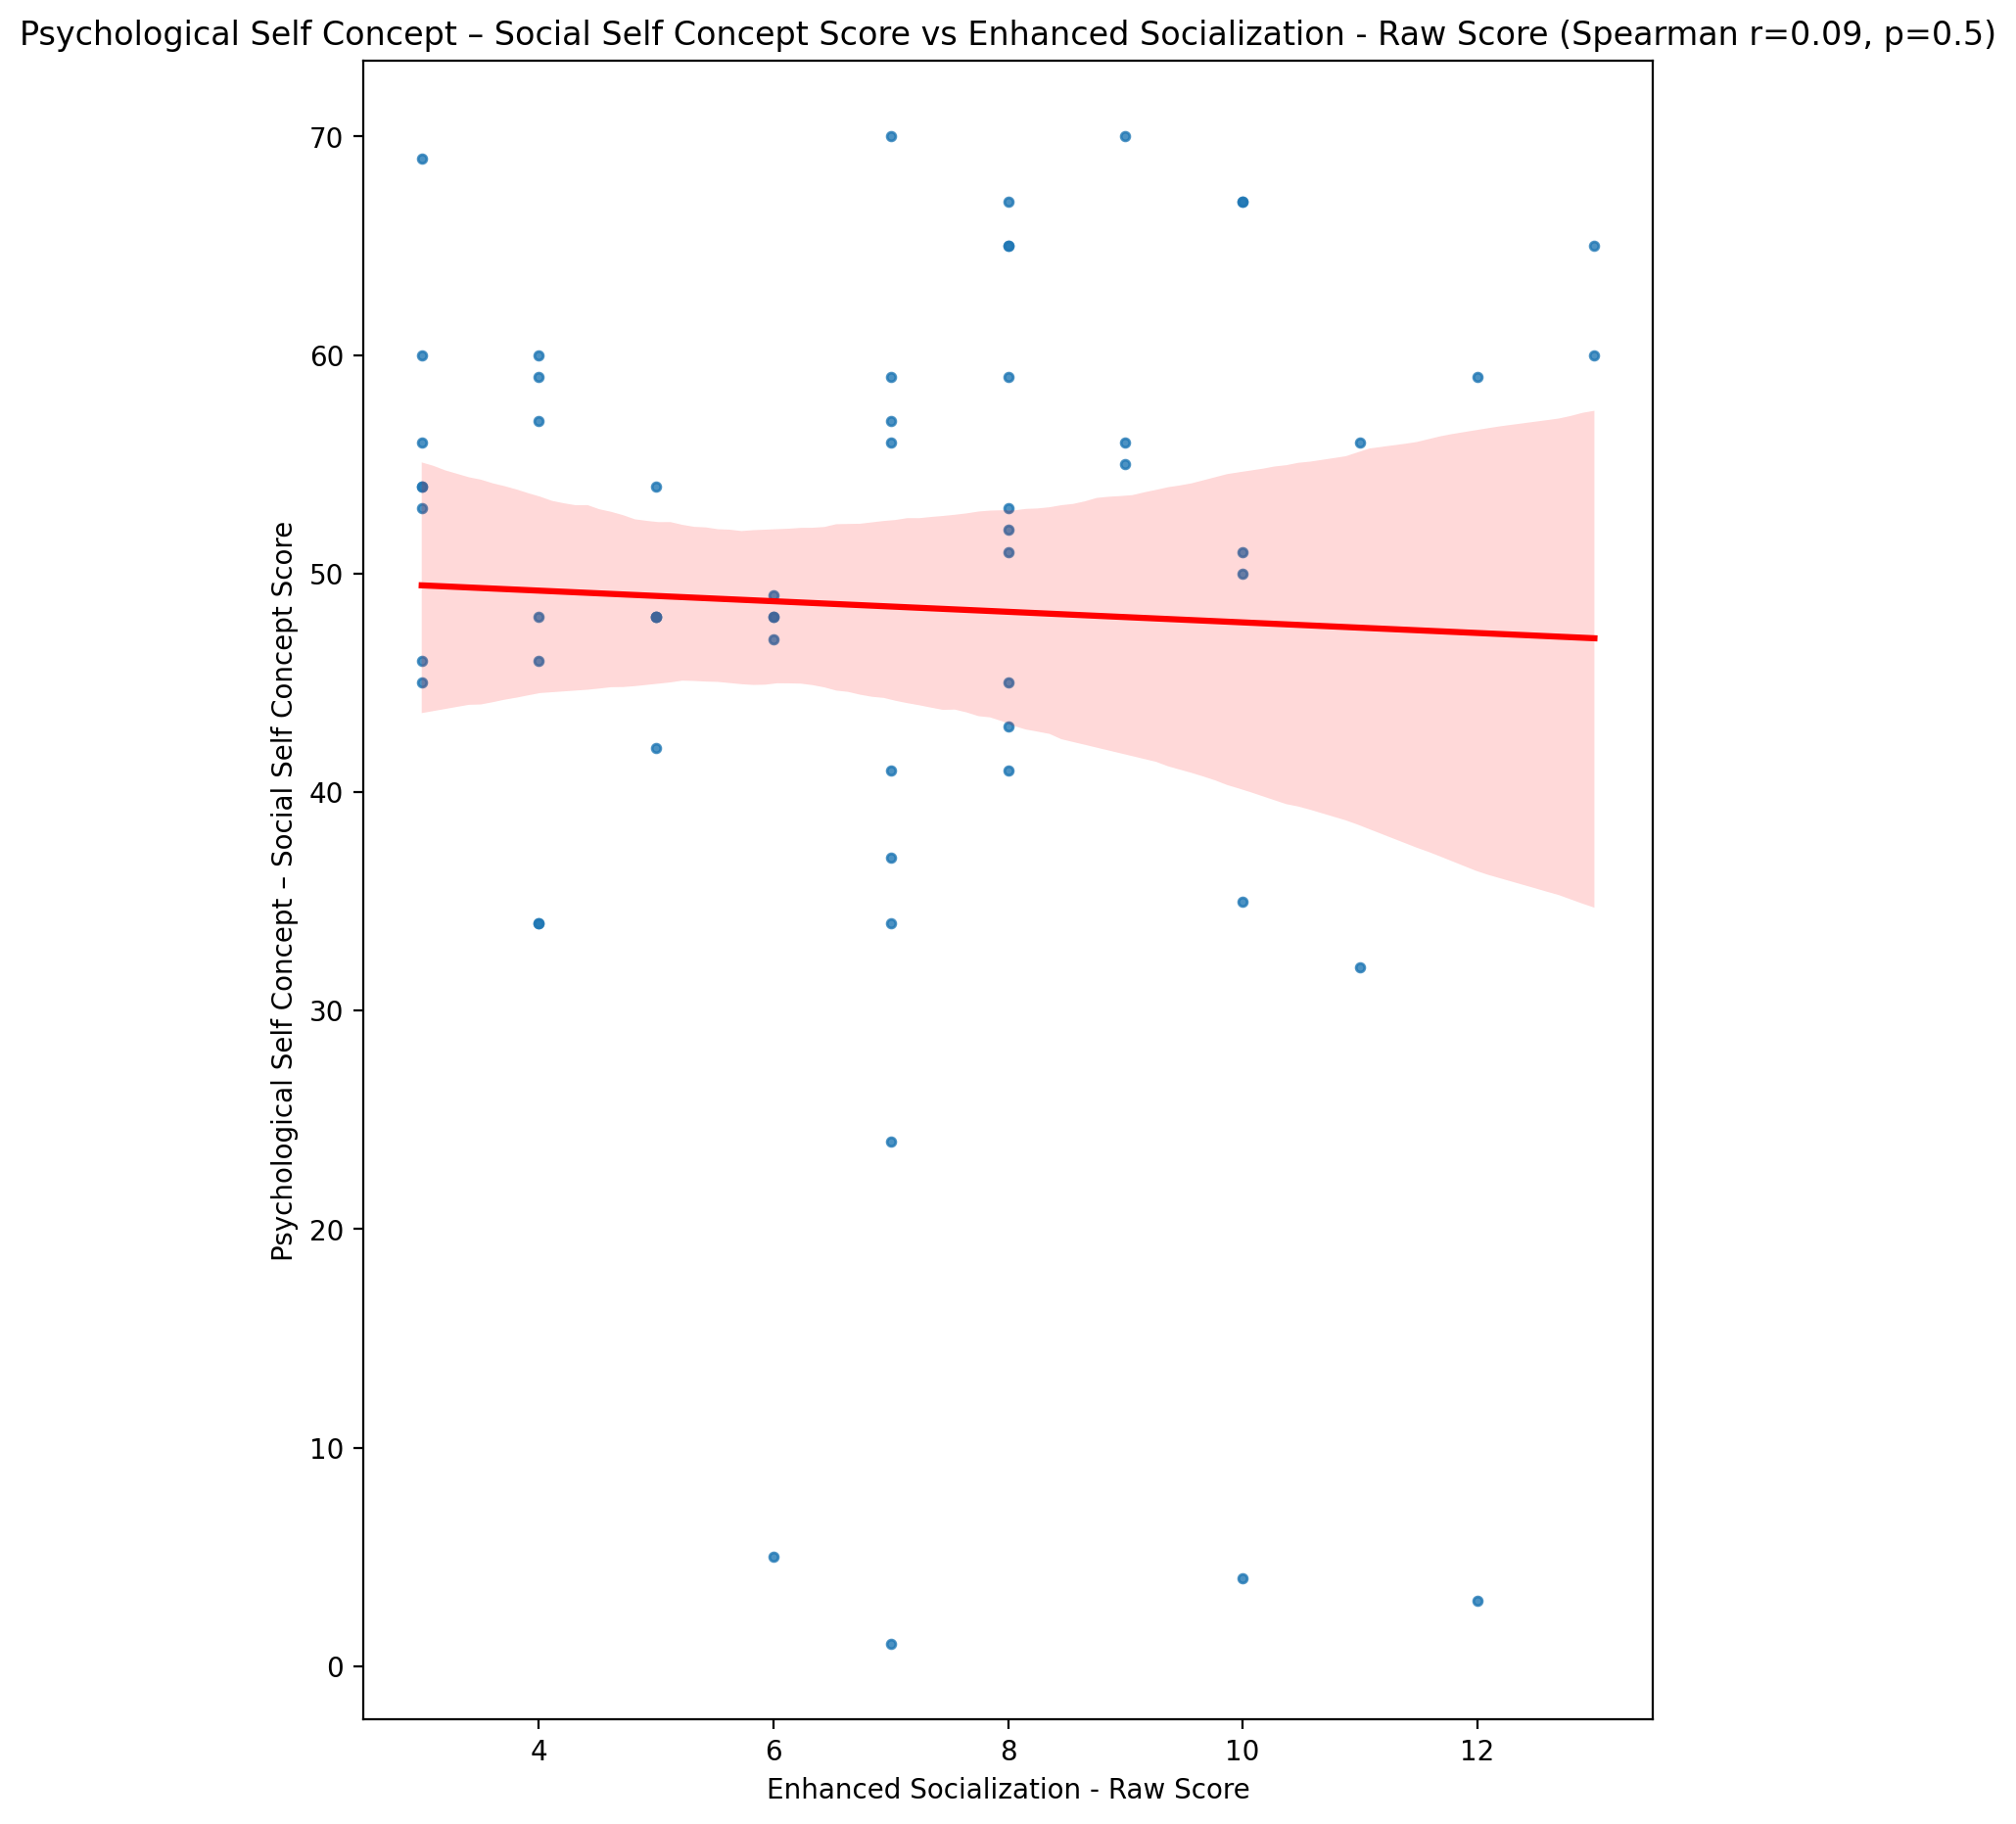 Psychological Self Concept – Social Self Concept Score vs Enhanced Socialization - Raw Score (Spearman r=0.09, p=0.5)
Psychological Self Concept – Social Self Concept Score
70
60
50
40
30
20
10
0
4 6 8 10 12
Enhanced Socialization - Raw Score